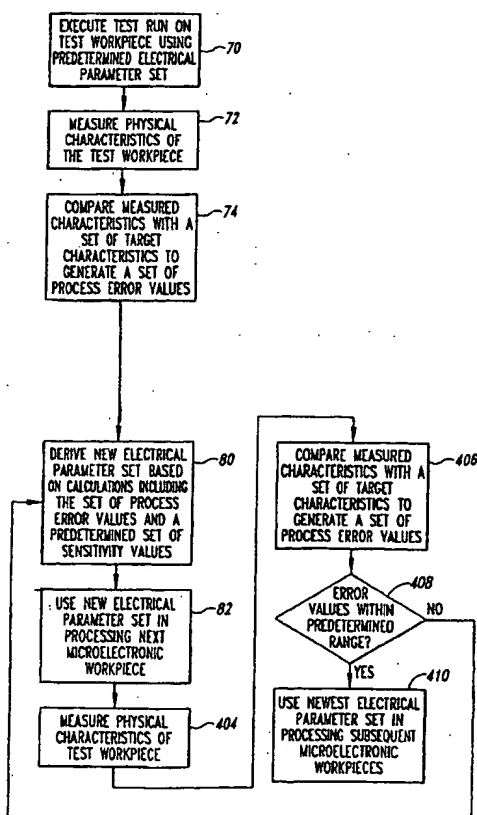 EXECUTE TEST RUN ON
TEST WORKPIECE USING
PREDETERMINED ELECTRICAL
PARAMETER SET
70
MEASURE PHYSICAL
CHARACTERISTICS OF
THE TEST WORKPIECE
72
COMPARE MEASURED
CHARACTERISTICS WITH A
SET OF TARGET
CHARACTERISTICS TO
GENERATE A SET OF
PROCESS ERROR VALUES
74
DERIVE NEW ELECTRICAL
PARAMETER SET BASED
ON CALCULATIONS INCLUDING
THE SET OF PROCESS
ERROR VALUES AND A
PREDETERMINED SET OF
SENSITIVITY VALUES
80
USE NEW ELECTRICAL
PARAMETER SET IN
PROCESSING NEXT
MICROELECTRONIC
WORKPIECE
82
MEASURE PHYSICAL
CHARACTERISTICS OF
TEST WORKPIECE
404
COMPARE MEASURED
CHARACTERISTICS WITH A
SET OF TARGET
CHARACTERISTICS TO
GENERATE A SET OF
PROCESS ERROR VALUES
406
ERROR
VALUES WITHIN
PREDETERMINED
RANGE?
408
NO
YES
USE NEWEST ELECTRICAL
PARAMETER SET IN
PROCESSING SUBSEQUENT
MICROELECTRONIC
WORKPIECES
410